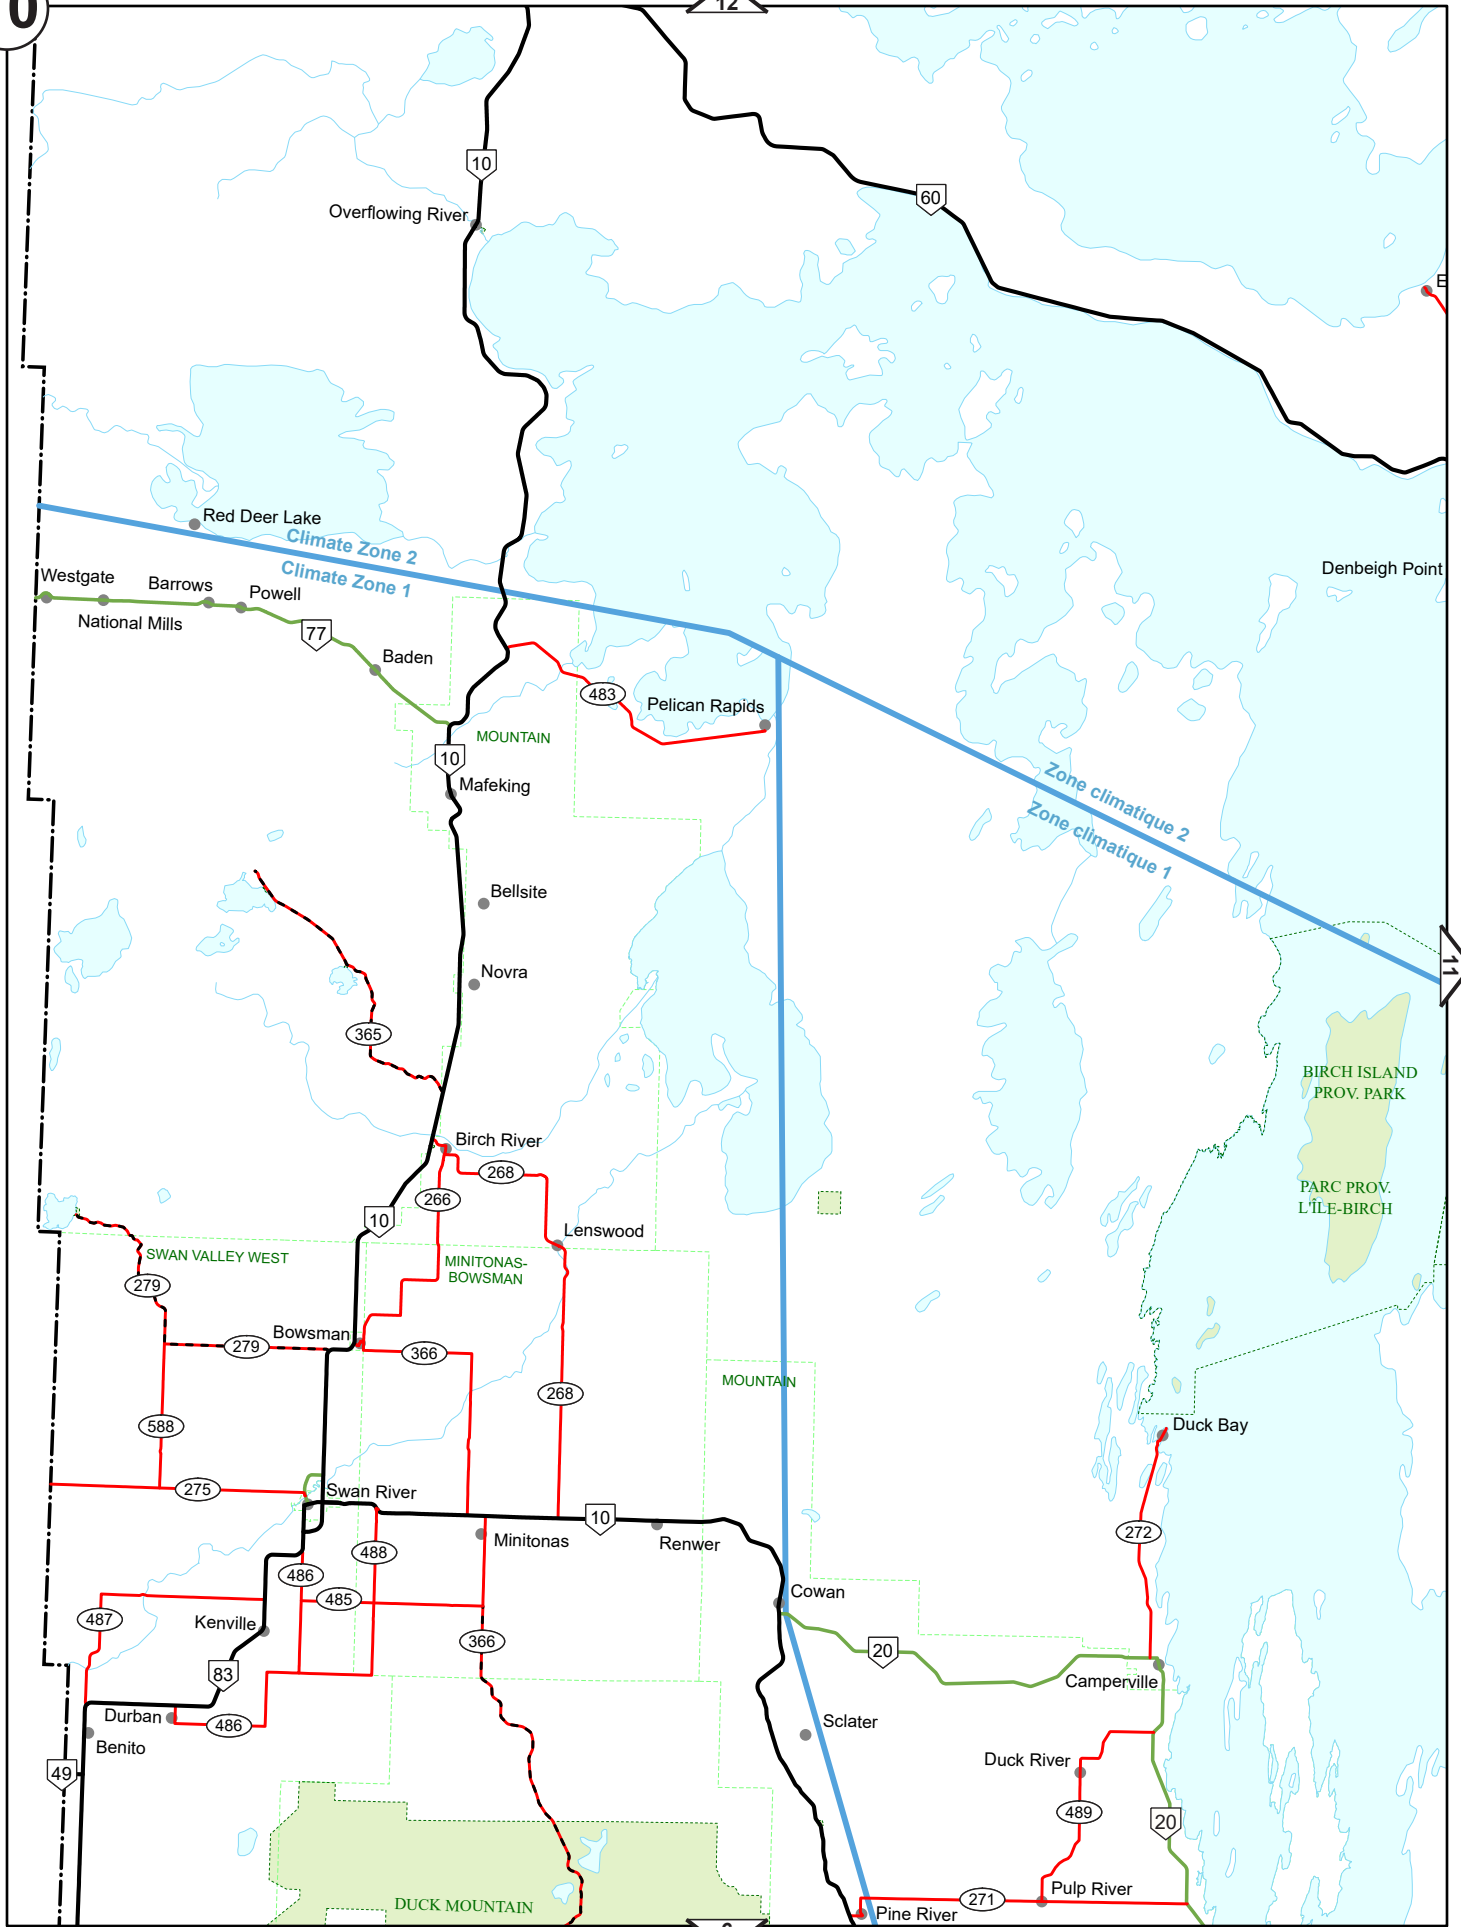 12
10
60
Overflowing River
Red Deer Lake
Climate Zone 2
Climate Zone 1
Denbeigh Point
Westgate
Barrows
Powell
National Mills
77
Baden
483
Pelican Rapids
MOUNTAIN
10
Mafeking
Zone climatique 2
Zone climatique 1
Bellsite
11
Novra
365
BIRCH ISLAND
PROV. PARK
Birch River
268
266
PARC PROV.
L'ÎLE-BIRCH
10
Lenswood
SWAN VALLEY WEST
MINITONAS-
BOWSMAN
279
Bowsman
279
366
MOUNTAIN
268
588
Duck Bay
275
Swan River
10
272
Minitonas
Renwer
488
486
485
Cowan
487
Kenville
366
20
83
Camperville
Durban
486
Sclater
Benito
Duck River
49
489
20
Pulp River
271
DUCK MOUNTAIN
Pine River